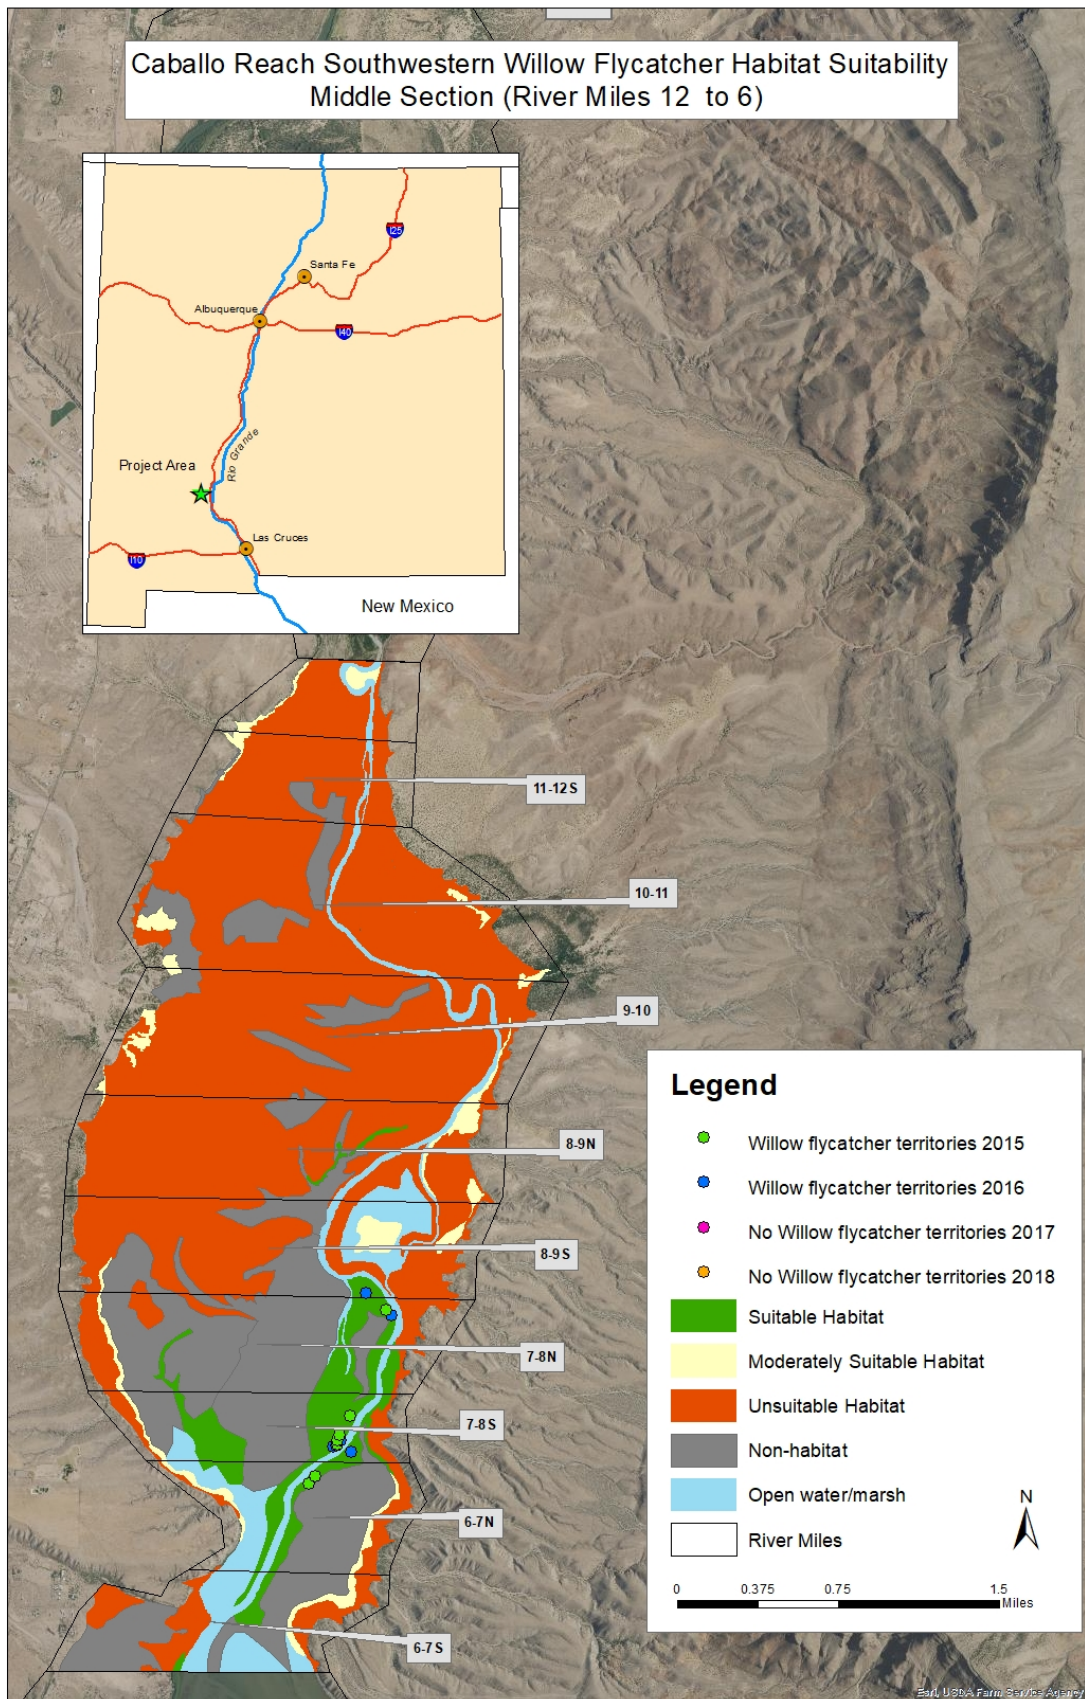 Caballo Reach Southwestern Willow Flycatcher Habitat Suitability
Middle Section (River Miles 12 to 6)
I25
Santa Fe
Albuquerque
I40
Rio Grande
Project Area
Las Cruces
I10
New Mexico
11-12S
10-11
9-10
8-9N
8-9S
7-8N
7-8S
6-7N
6-7S
Legend
Willow flycatcher territories 2015
Willow flycatcher territories 2016
No Willow flycatcher territories 2017
No Willow flycatcher territories 2018
Suitable Habitat
Moderately Suitable Habitat
Unsuitable Habitat
Non-habitat
Open water/marsh
River Miles
N
0 0.375 0.75 1.5
Miles
Esri, USDA Farm Service Agency